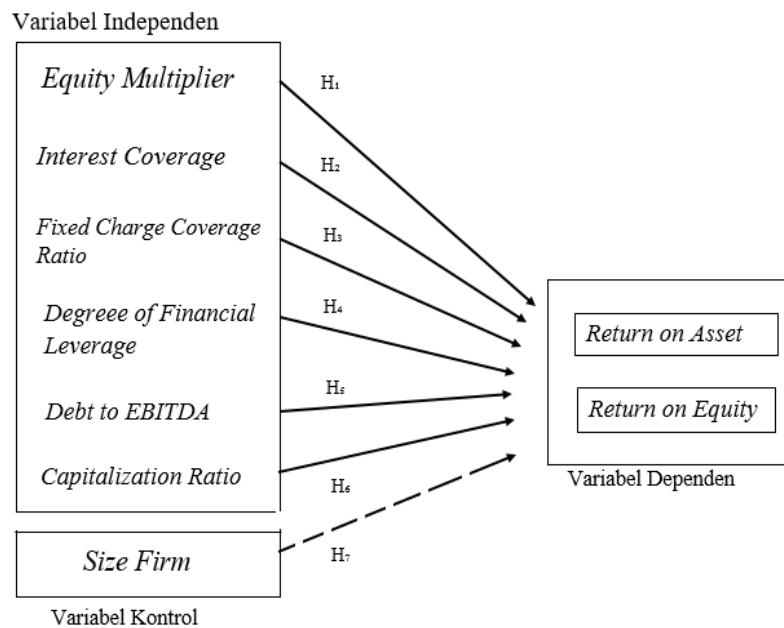 Variabel Independen
Equity Multiplier
H₁
Interest Coverage
H₂
Fixed Charge Coverage
Ratio
H₃
Degreee of Financial
Leverage
H₄
Debt to EBITDA
H₅
Capitalization Ratio
H₆
Size Firm
H₇
Variabel Kontrol
Return on Asset
Return on Equity
Variabel Dependen